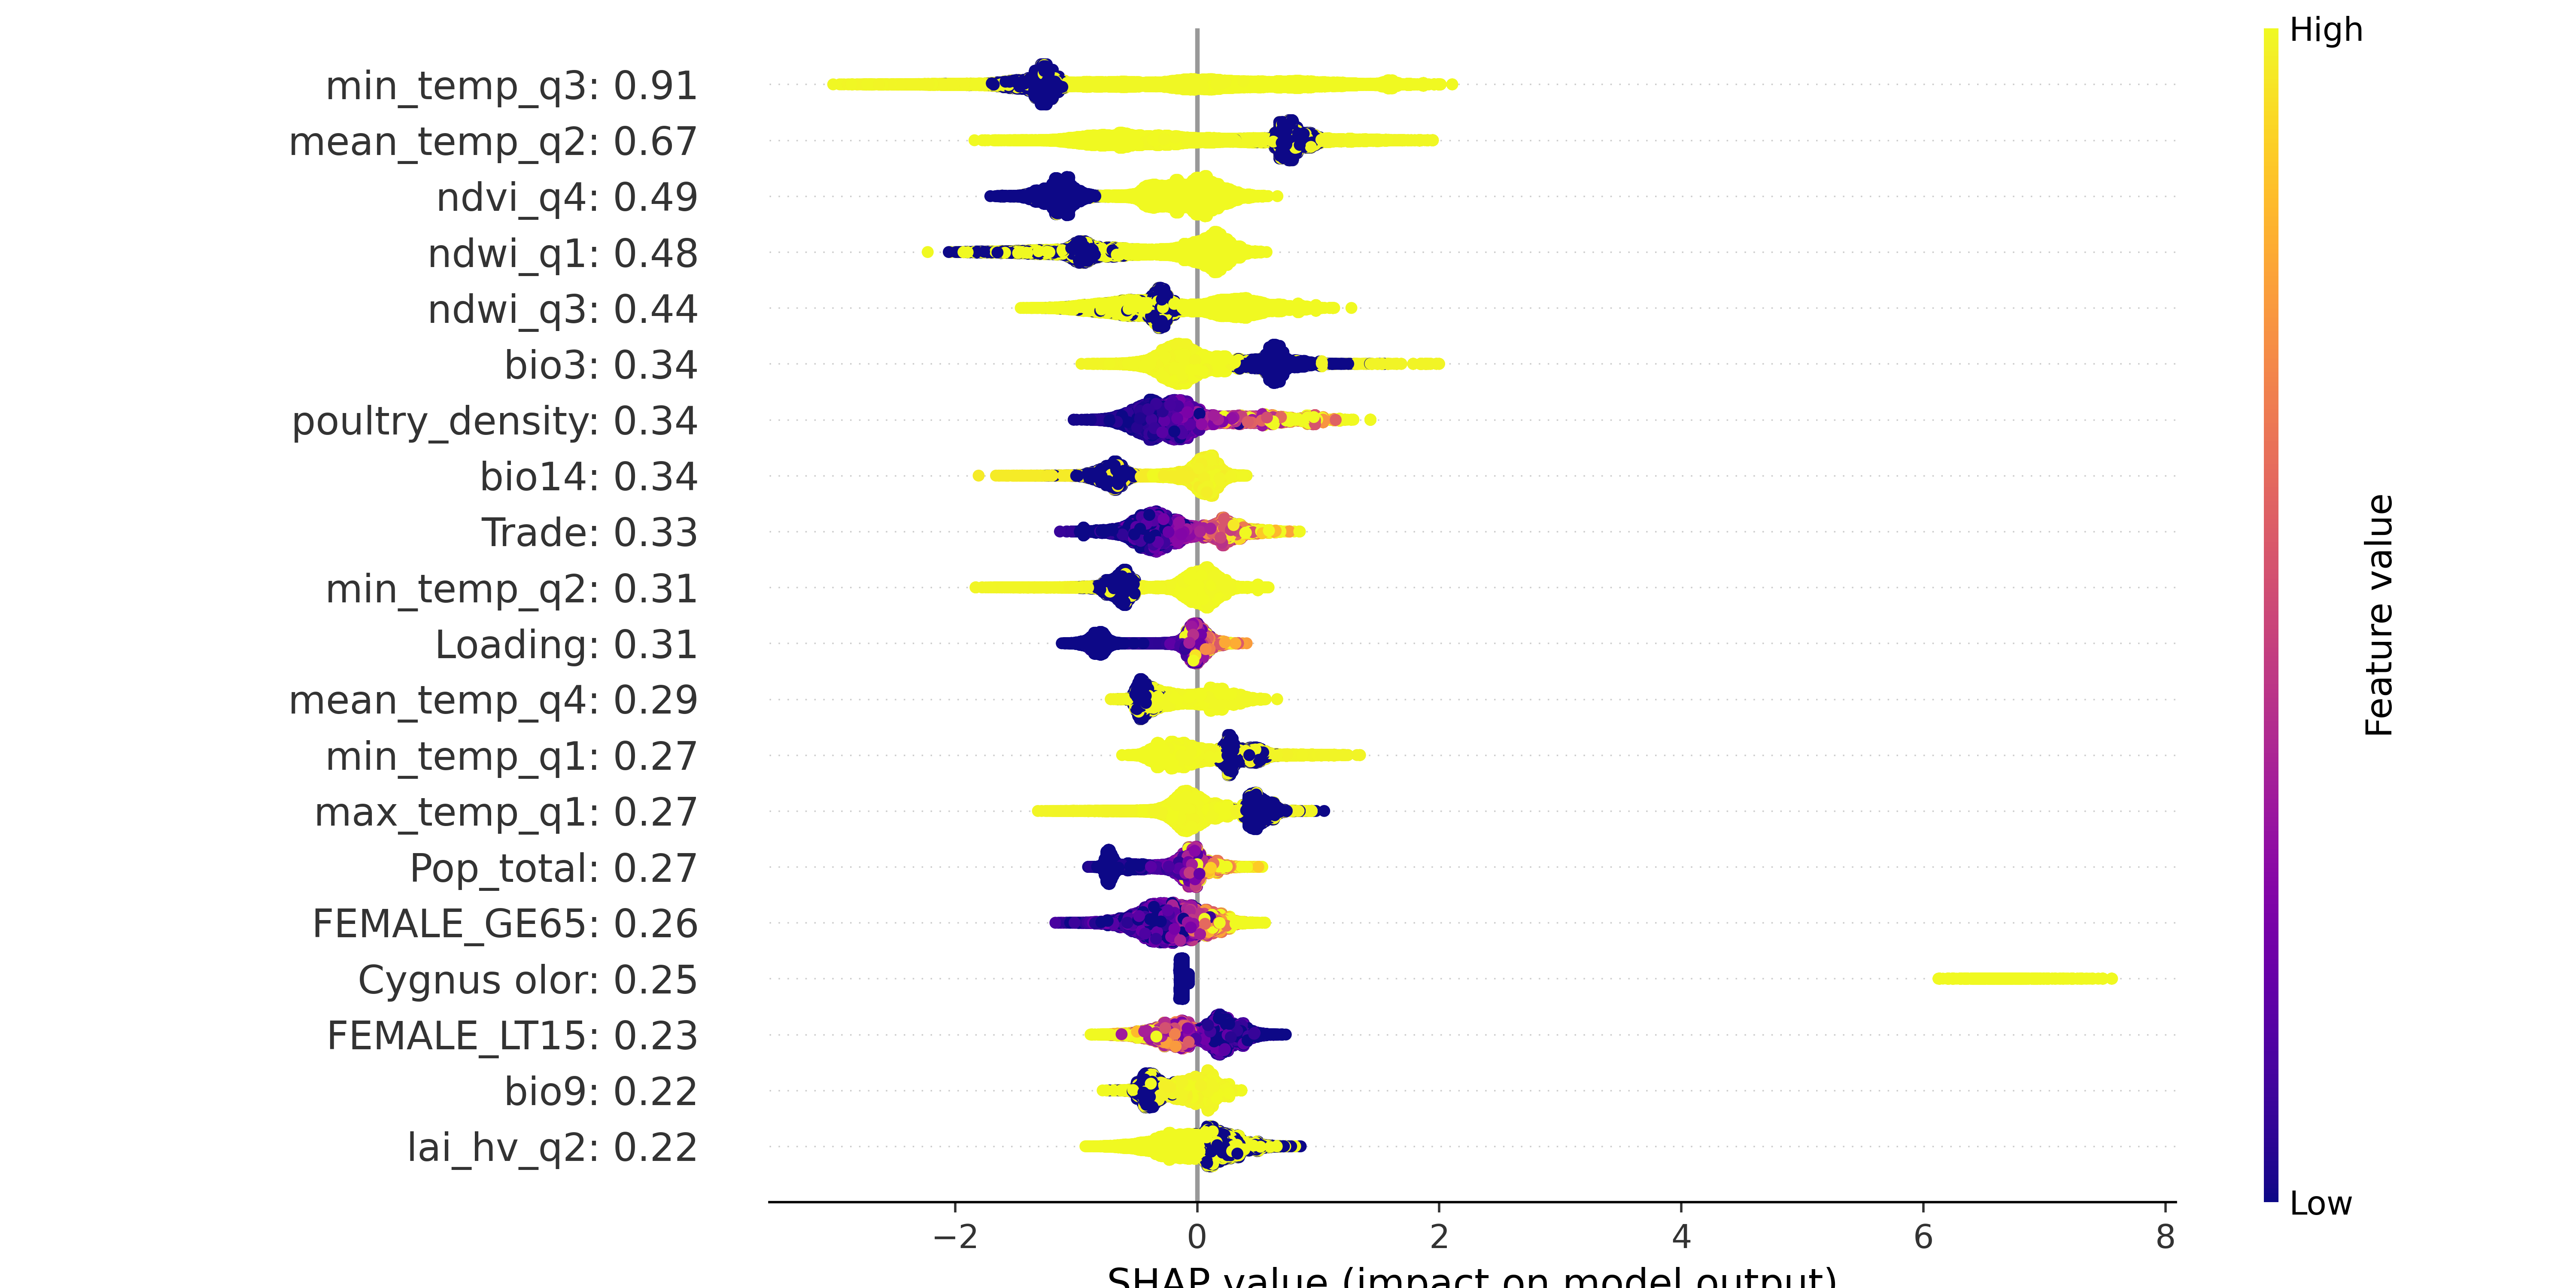 High
min_temp_q3: 0.91
mean_temp_q2: 0.67
ndvi_q4: 0.49
ndwi_q1: 0.48
ndwi_q3: 0.44
bio3: 0.34
poultry_density: 0.34
bio14: 0.34
Trade: 0.33
min_temp_q2: 0.31
Loading: 0.31
mean_temp_q4: 0.29
min_temp_q1: 0.27
max_temp_q1: 0.27
Pop_total: 0.27
FEMALE_GE65: 0.26
Cygnus olor: 0.25
FEMALE_LT15: 0.23
bio9: 0.22
lai_hv_q2: 0.22
Feature value
Low
−2 0 2 4 6 8
SHAP value (impact on model output)